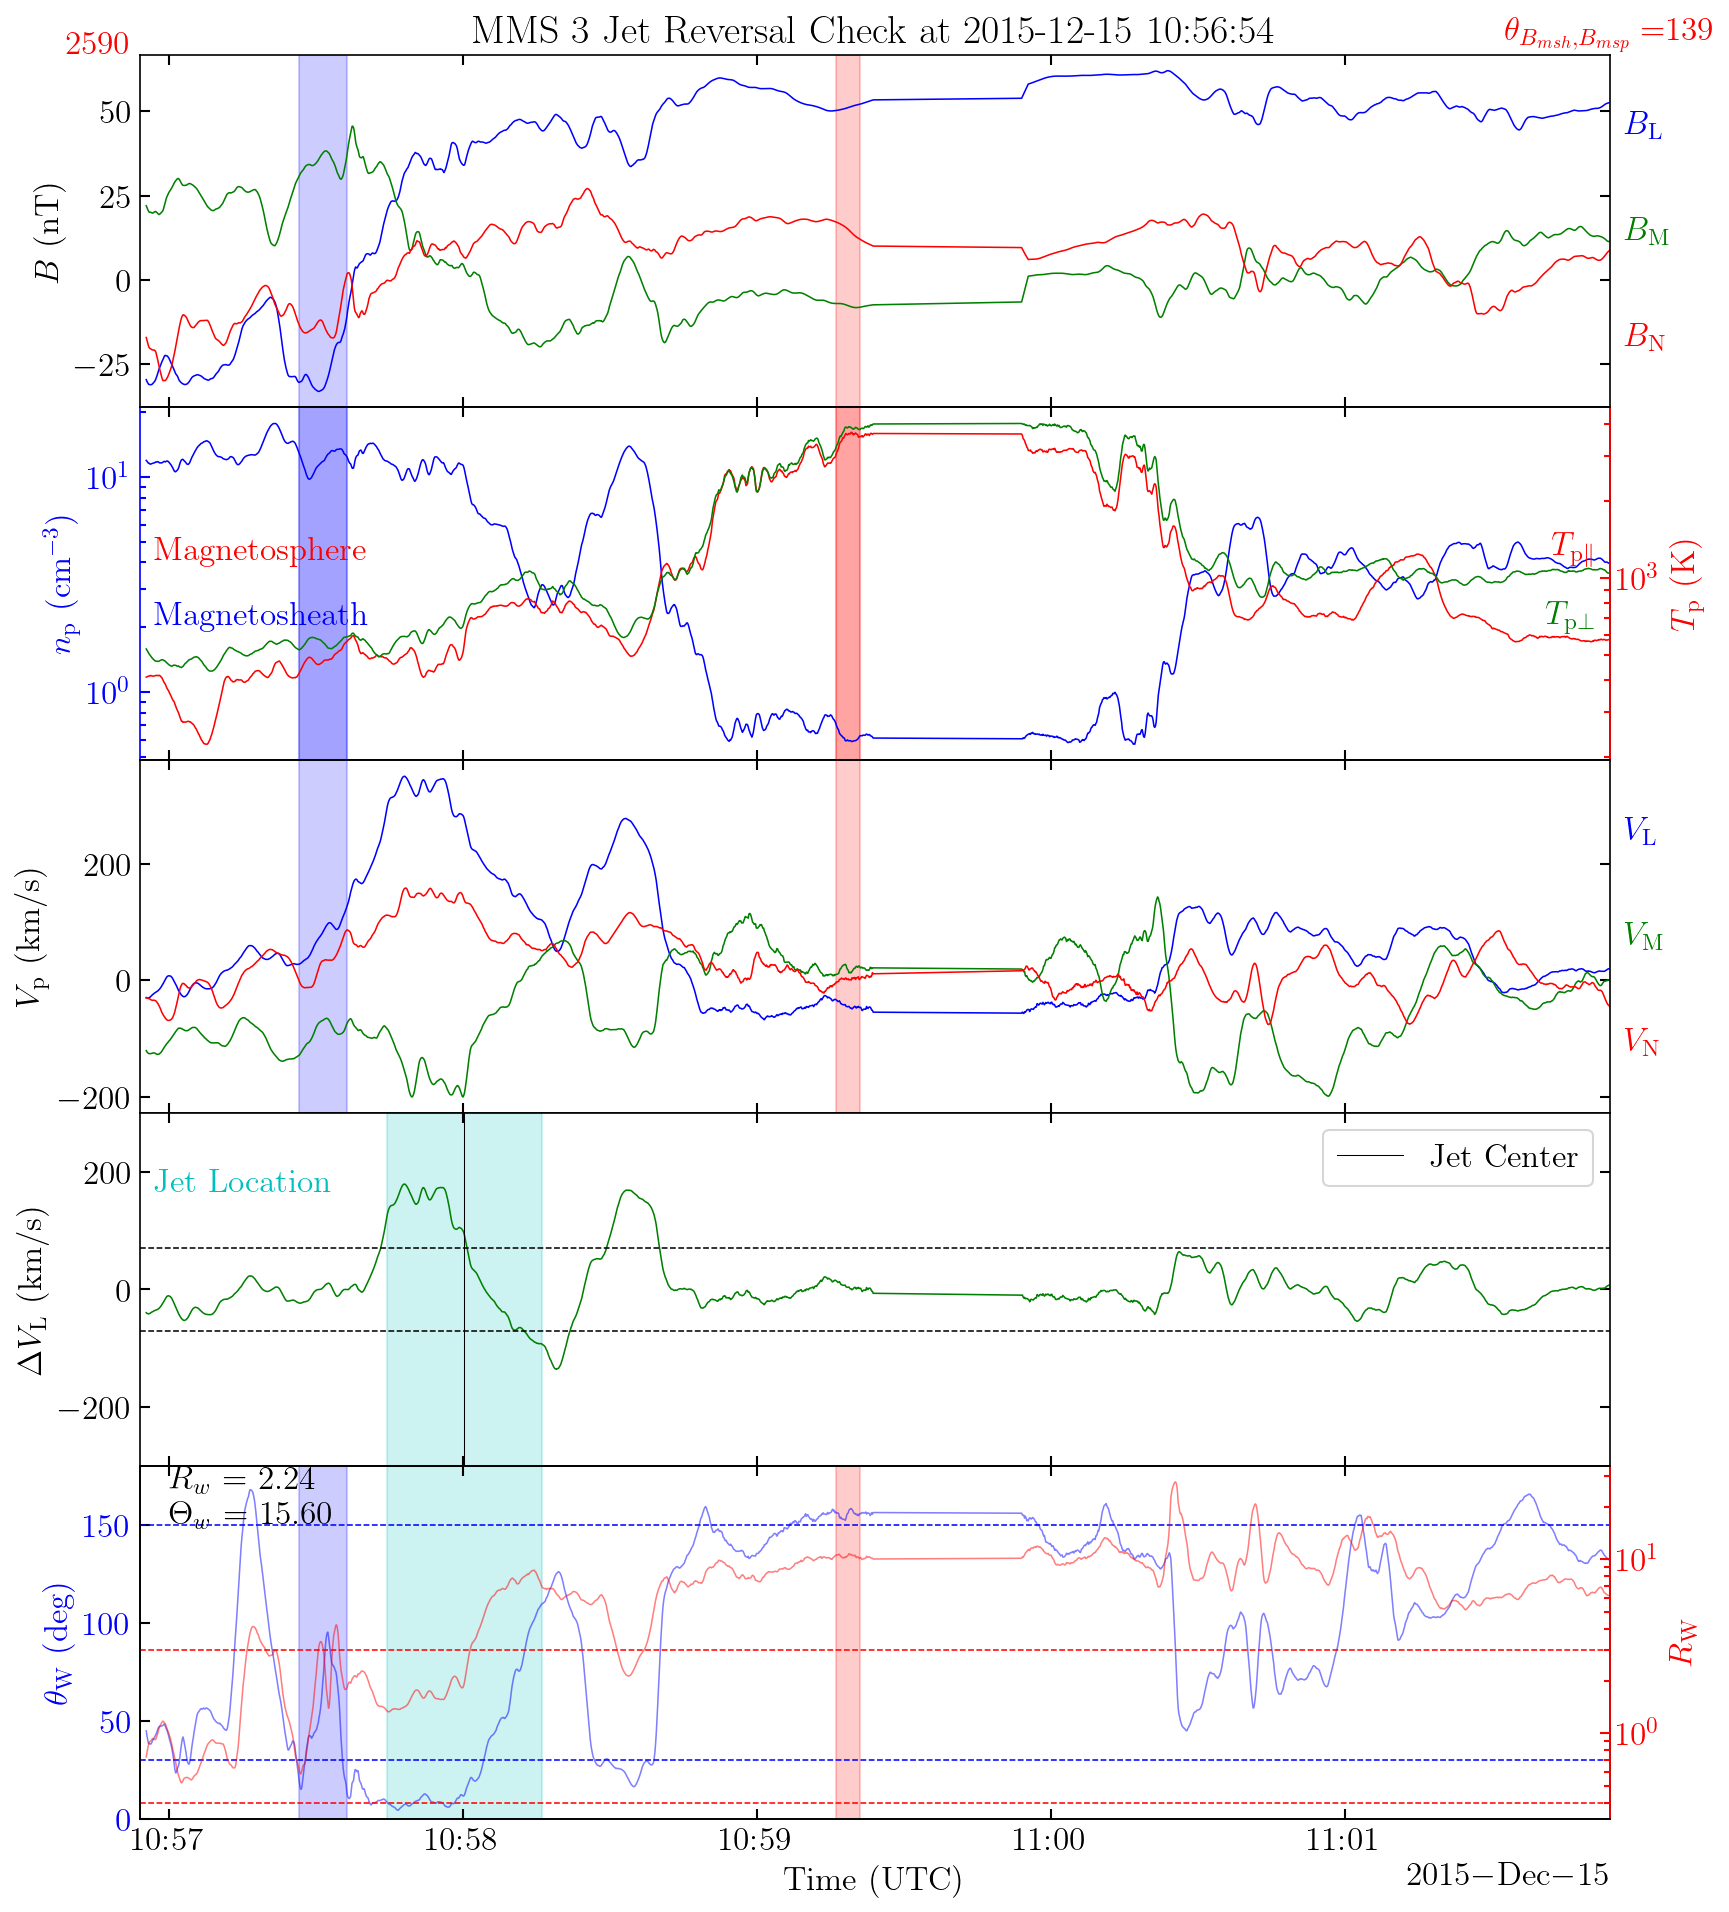 MMS 3 Jet Reversal Check at 2015-12-15 10:56:54
2590
θ_{B_{msh},B_{msp}} =139
50
25
0
−25
B (nT)
B_L
B_M
B_N
10^1
10^0
n_p (cm^{−3})
Magnetosphere
Magnetosheath
T_{p∥}
T_{p⊥}
10^3
T_p (K)
200
0
−200
V_p (km/s)
V_L
V_M
V_N
200
0
−200
ΔV_L (km/s)
Jet Location
Jet Center
R_w = 2.24
Θ_w = 15.60
150
100
50
0
θ_W (deg)
10^1
10^0
R_W
10:57
10:58
10:59
11:00
11:01
Time (UTC)
2015−Dec−15